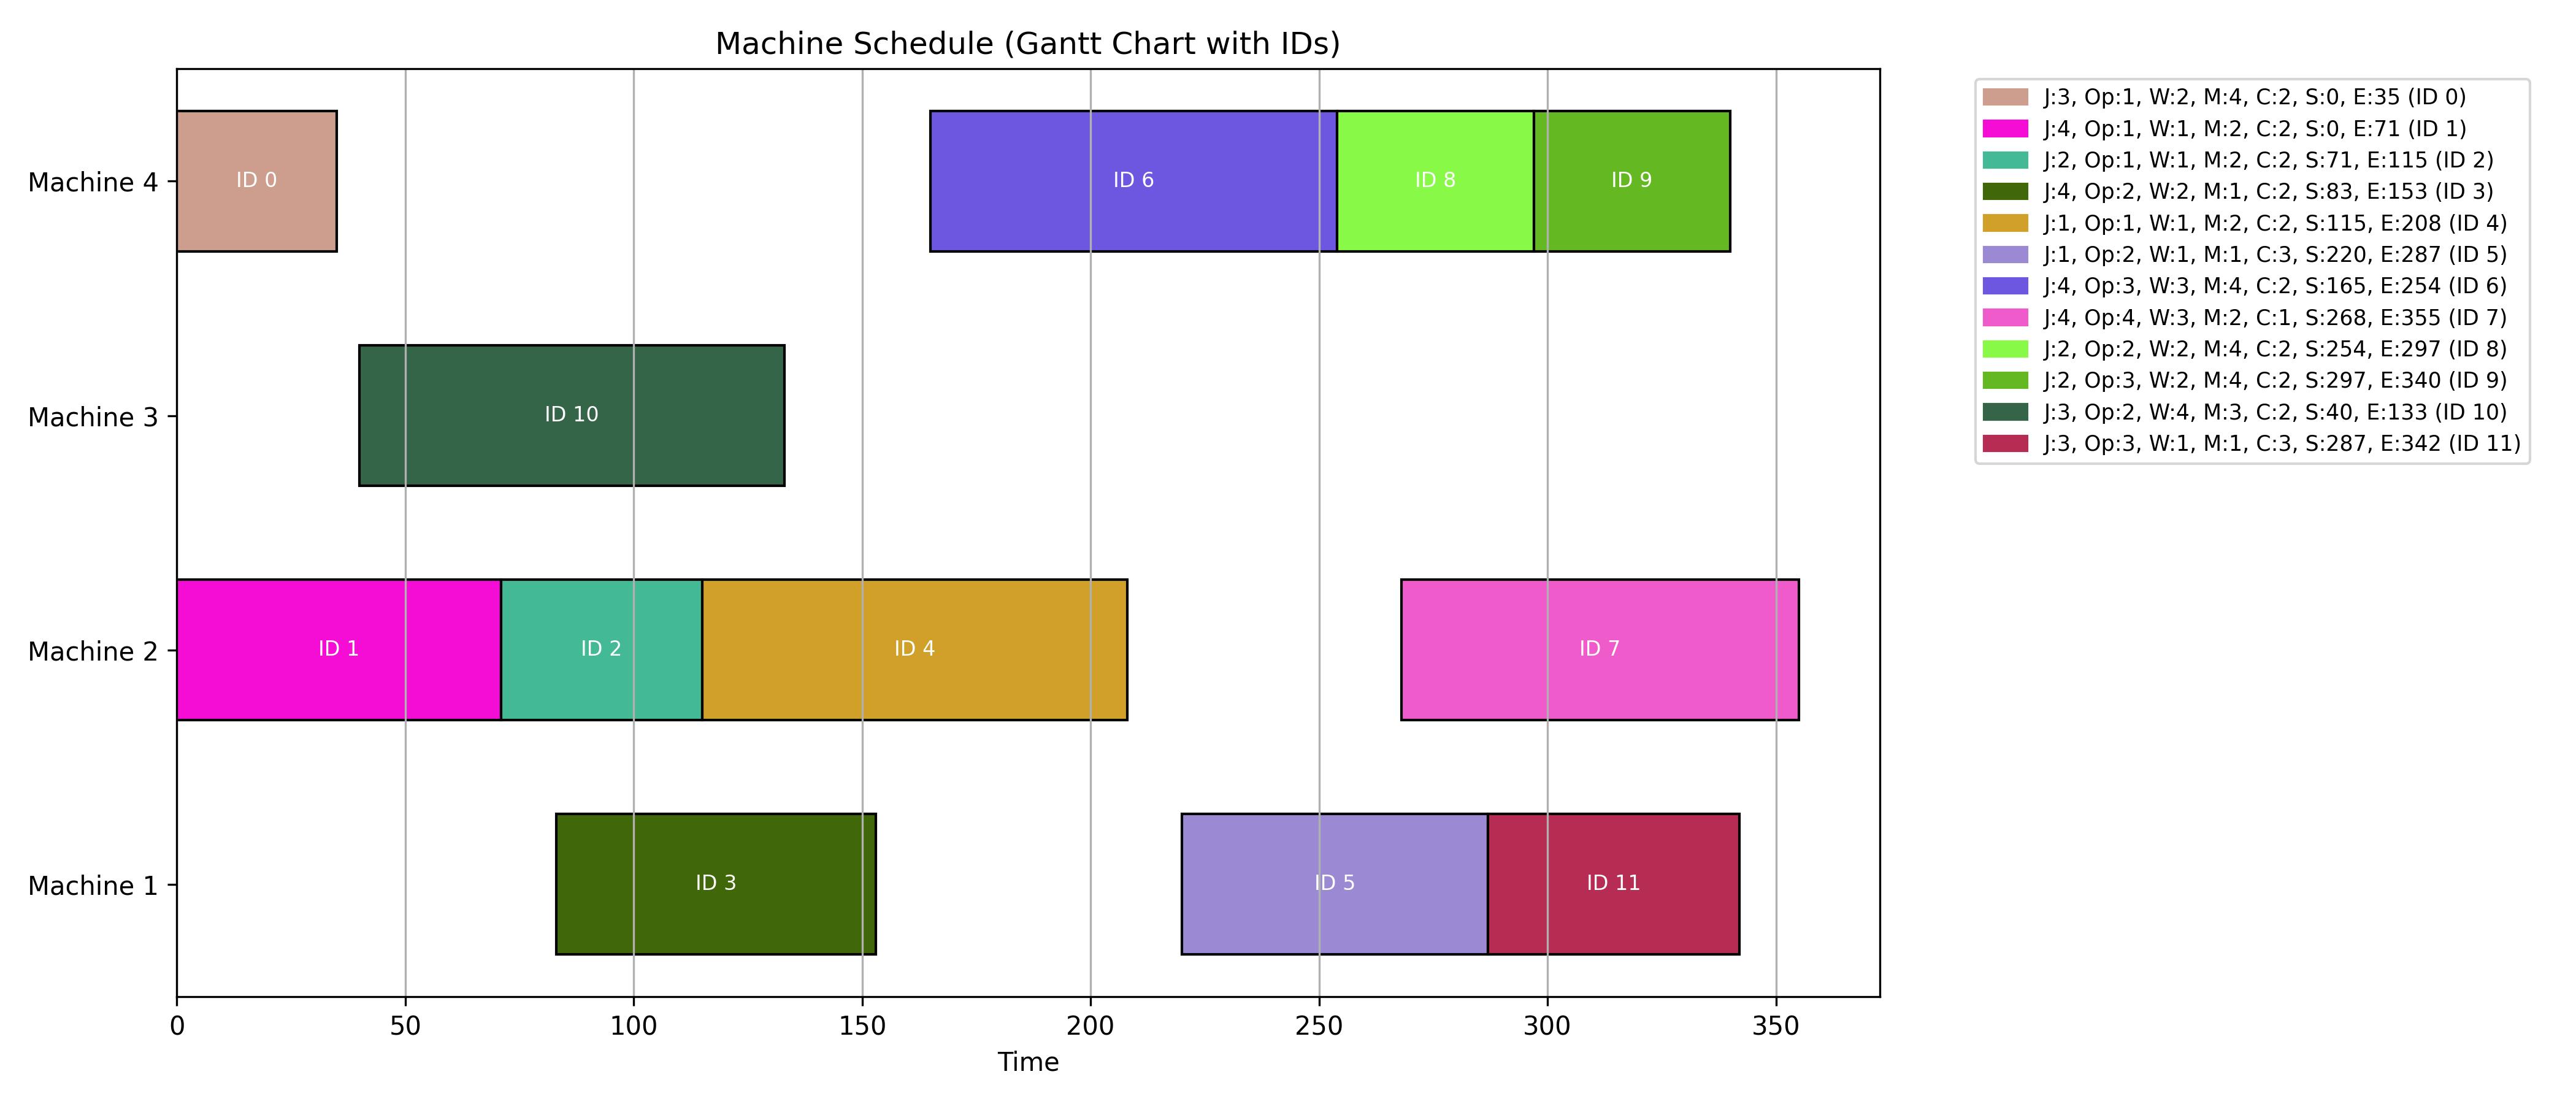 Machine Schedule (Gantt Chart with IDs)
Machine 4
ID 0
ID 6
ID 8
ID 9
Machine 3
ID 10
Machine 2
ID 1
ID 2
ID 4
ID 7
Machine 1
ID 3
ID 5
ID 11
0 50 100 150 200 250 300 350
Time
J:3, Op:1, W:2, M:4, C:2, S:0, E:35 (ID 0)
J:4, Op:1, W:1, M:2, C:2, S:0, E:71 (ID 1)
J:2, Op:1, W:1, M:2, C:2, S:71, E:115 (ID 2)
J:4, Op:2, W:2, M:1, C:2, S:83, E:153 (ID 3)
J:1, Op:1, W:1, M:2, C:2, S:115, E:208 (ID 4)
J:1, Op:2, W:1, M:1, C:3, S:220, E:287 (ID 5)
J:4, Op:3, W:3, M:4, C:2, S:165, E:254 (ID 6)
J:4, Op:4, W:3, M:2, C:1, S:268, E:355 (ID 7)
J:2, Op:2, W:2, M:4, C:2, S:254, E:297 (ID 8)
J:2, Op:3, W:2, M:4, C:2, S:297, E:340 (ID 9)
J:3, Op:2, W:4, M:3, C:2, S:40, E:133 (ID 10)
J:3, Op:3, W:1, M:1, C:3, S:287, E:342 (ID 11)